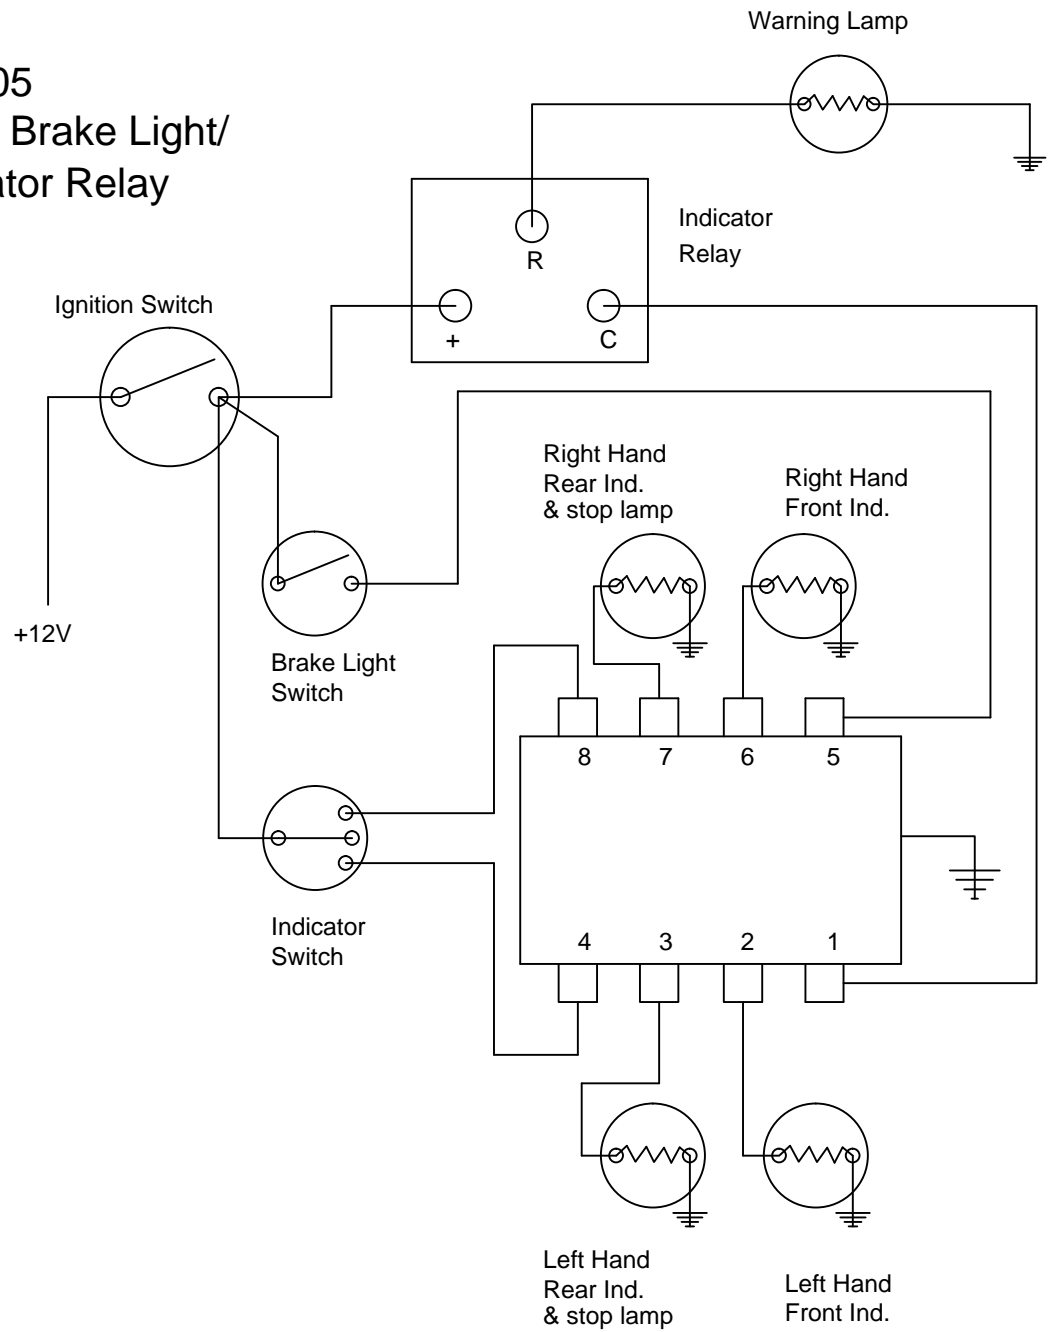 Warning Lamp
05
Brake Light/
ator Relay
Indicator
Relay
R
+
C
Ignition Switch
+12V
Right Hand
Rear Ind.
& stop lamp
Right Hand
Front Ind.
Brake Light
Switch
8 7 6 5
Indicator
Switch
4 3 2 1
Left Hand
Rear Ind.
& stop lamp
Left Hand
Front Ind.